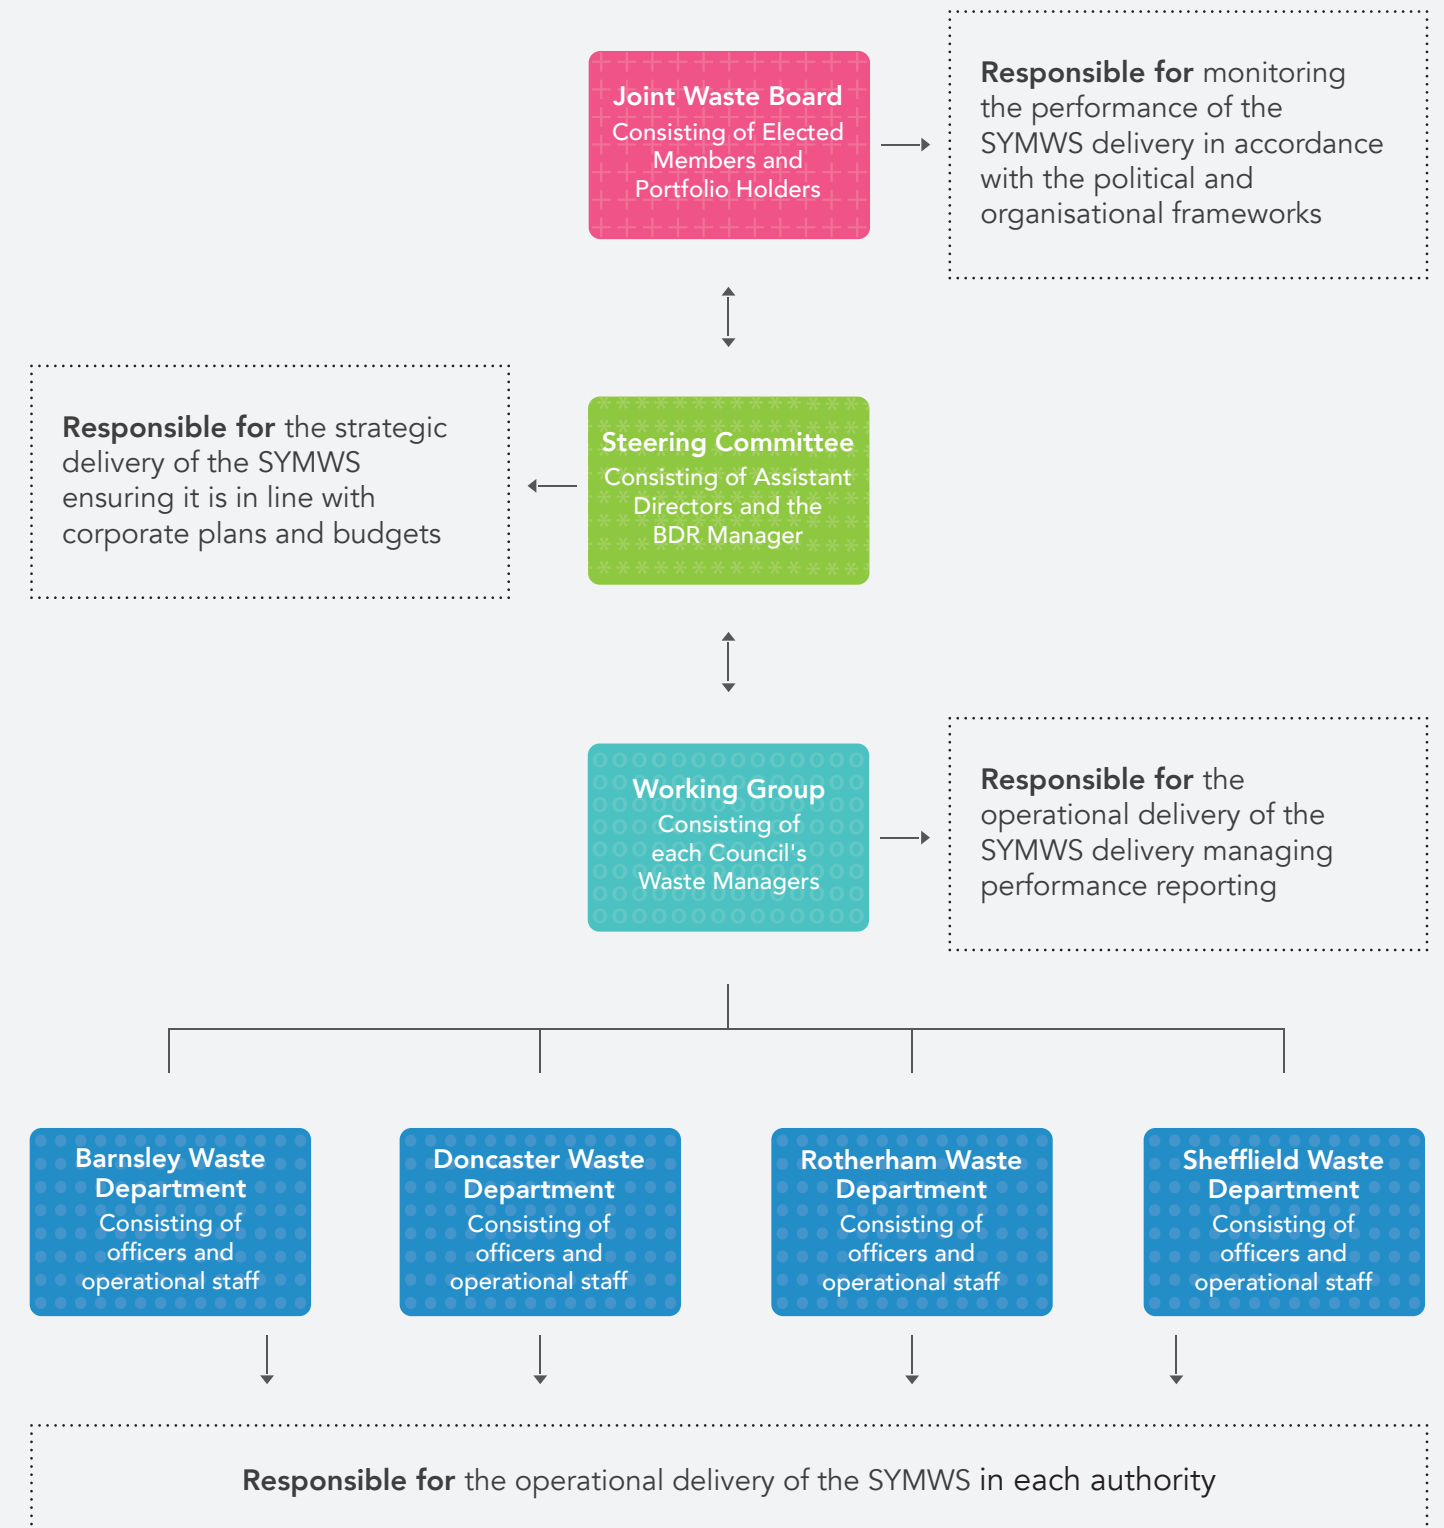 Joint Waste Board
Consisting of Elected
Members and
Portfolio Holders
Responsible for monitoring
the performance of the
SYMWS delivery in accordance
with the political and
organisational frameworks
Responsible for the strategic
delivery of the SYMWS
ensuring it is in line with
corporate plans and budgets
Steering Committee
Consisting of Assistant
Directors and the
BDR Manager
Working Group
Consisting of
each Council's
Waste Managers
Responsible for the
operational delivery of the
SYMWS delivery managing
performance reporting
Barnsley Waste
Department
Consisting of
officers and
operational staff
Doncaster Waste
Department
Consisting of
officers and
operational staff
Rotherham Waste
Department
Consisting of
officers and
operational staff
Shefflield Waste
Department
Consisting of
officers and
operational staff
Responsible for the operational delivery of the SYMWS in each authority